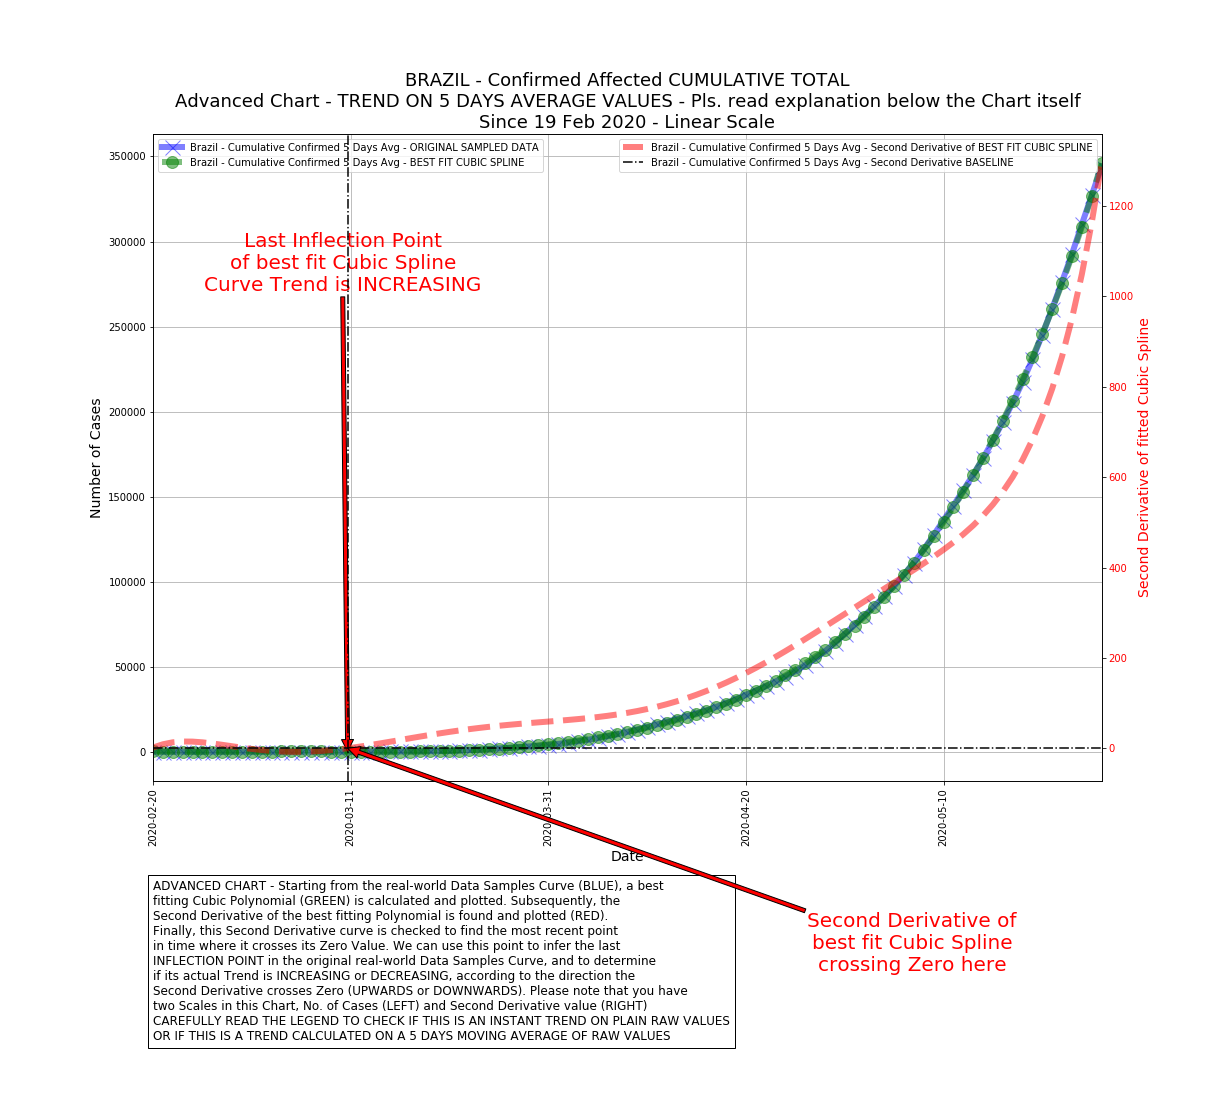 BRAZIL - Confirmed Affected CUMULATIVE TOTAL
Advanced Chart - TREND ON 5 DAYS AVERAGE VALUES - Pls. read explanation below the Chart itself
Since 19 Feb 2020 - Linear Scale
Brazil - Cumulative Confirmed 5 Days Avg - ORIGINAL SAMPLED DATA
Brazil - Cumulative Confirmed 5 Days Avg - BEST FIT CUBIC SPLINE
Brazil - Cumulative Confirmed 5 Days Avg - Second Derivative of BEST FIT CUBIC SPLINE
Brazil - Cumulative Confirmed 5 Days Avg - Second Derivative BASELINE
350000
300000
250000
200000
150000
100000
50000
0
Number of Cases
Last Inflection Point
of best fit Cubic Spline
Curve Trend is INCREASING
1200
1000
800
600
400
200
0
Second Derivative of fitted Cubic Spline
2020-02-20
2020-03-11
2020-03-31
2020-04-20
2020-05-10
Date
Second Derivative of
best fit Cubic Spline
crossing Zero here
ADVANCED CHART - Starting from the real-world Data Samples Curve (BLUE), a best
fitting Cubic Polynomial (GREEN) is calculated and plotted. Subsequently, the
Second Derivative of the best fitting Polynomial is found and plotted (RED).
Finally, this Second Derivative curve is checked to find the most recent point
in time where it crosses its Zero Value. We can use this point to infer the last
INFLECTION POINT in the original real-world Data Samples Curve, and to determine
if its actual Trend is INCREASING or DECREASING, according to the direction the
Second Derivative crosses Zero (UPWARDS or DOWNWARDS). Please note that you have
two Scales in this Chart, No. of Cases (LEFT) and Second Derivative value (RIGHT)
CAREFULLY READ THE LEGEND TO CHECK IF THIS IS AN INSTANT TREND ON PLAIN RAW VALUES
OR IF THIS IS A TREND CALCULATED ON A 5 DAYS MOVING AVERAGE OF RAW VALUES